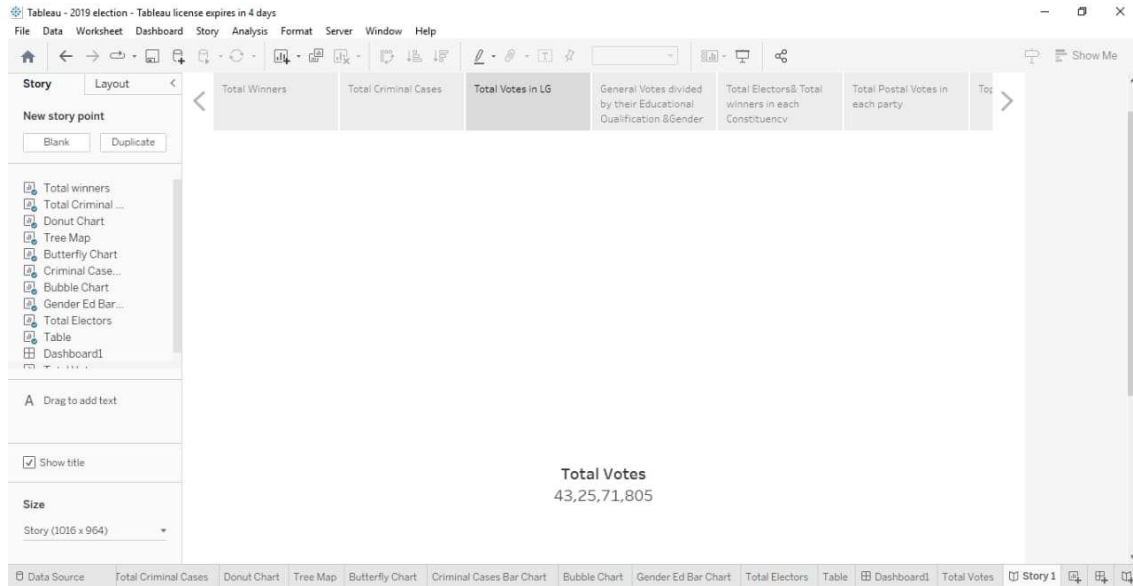 Tableau - 2019 election - Tableau license expires in 4 days
File Data Worksheet Dashboard Story Analysis Format Server Window Help
Show Me
Story Layout
New story point
Blank Duplicate
Total winners
Total Criminal ...
Donut Chart
Tree Map
Butterfly Chart
Criminal Case...
Bubble Chart
Gender Ed Bar...
Total Electors
Table
Dashboard1
A Drag to add text
Show title
Size
Story (1016 x 964)
Total Winners
Total Criminal Cases
Total Votes in LG
General Votes divided
by their Educational
Qualification &Gender
Total Electors& Total
winners in each
Constituency
Total Postal Votes in
each party
Total Votes
43,25,71,805
Data Source Total Criminal Cases Donut Chart Tree Map Butterfly Chart Criminal Cases Bar Chart Bubble Chart Gender Ed Bar Chart Total Electors Table Dashboard1 Total Votes Story 1